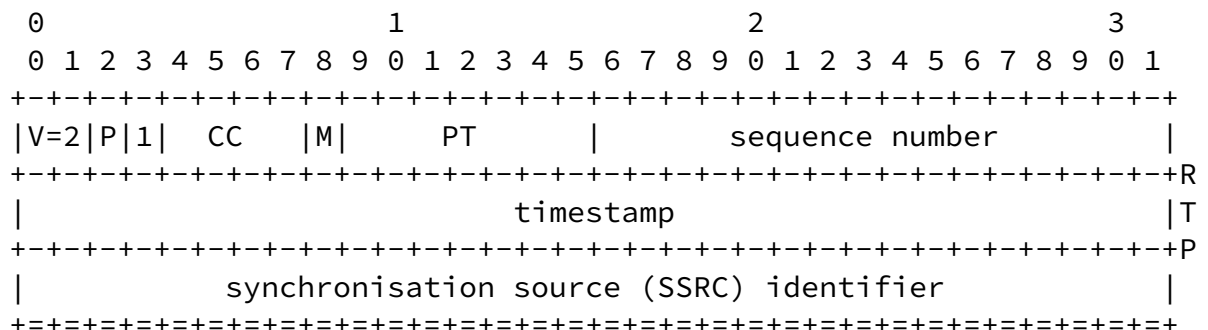 0                   1                   2                   3
 0 1 2 3 4 5 6 7 8 9 0 1 2 3 4 5 6 7 8 9 0 1 2 3 4 5 6 7 8 9 0 1
+-+-+-+-+-+-+-+-+-+-+-+-+-+-+-+-+-+-+-+-+-+-+-+-+-+-+-+-+-+-+-+-+
|V=2|P|1|  CC   |M|     PT      |       sequence number         |
+-+-+-+-+-+-+-+-+-+-+-+-+-+-+-+-+-+-+-+-+-+-+-+-+-+-+-+-+-+-+-+-+R
|                           timestamp                           |T
+-+-+-+-+-+-+-+-+-+-+-+-+-+-+-+-+-+-+-+-+-+-+-+-+-+-+-+-+-+-+-+-+P
|           synchronisation source (SSRC) identifier            |
+=+=+=+=+=+=+=+=+=+=+=+=+=+=+=+=+=+=+=+=+=+=+=+=+=+=+=+=+=+=+=+=+